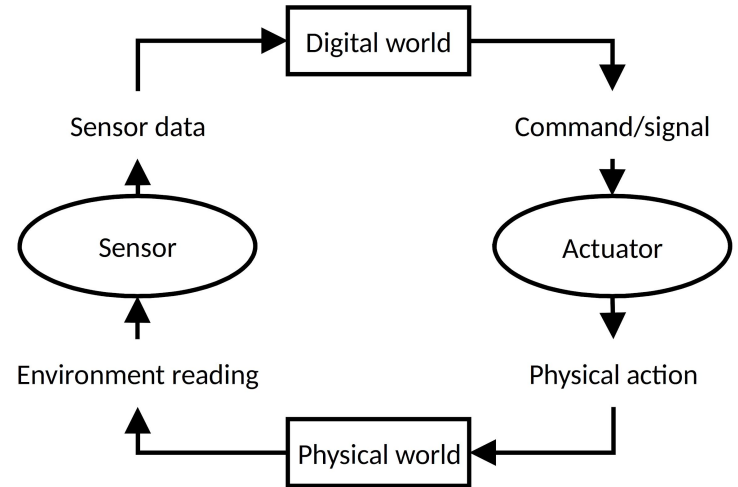 Digital world
Sensor data
Command/signal
Sensor
Actuator
Environment reading
Physical action
Physical world